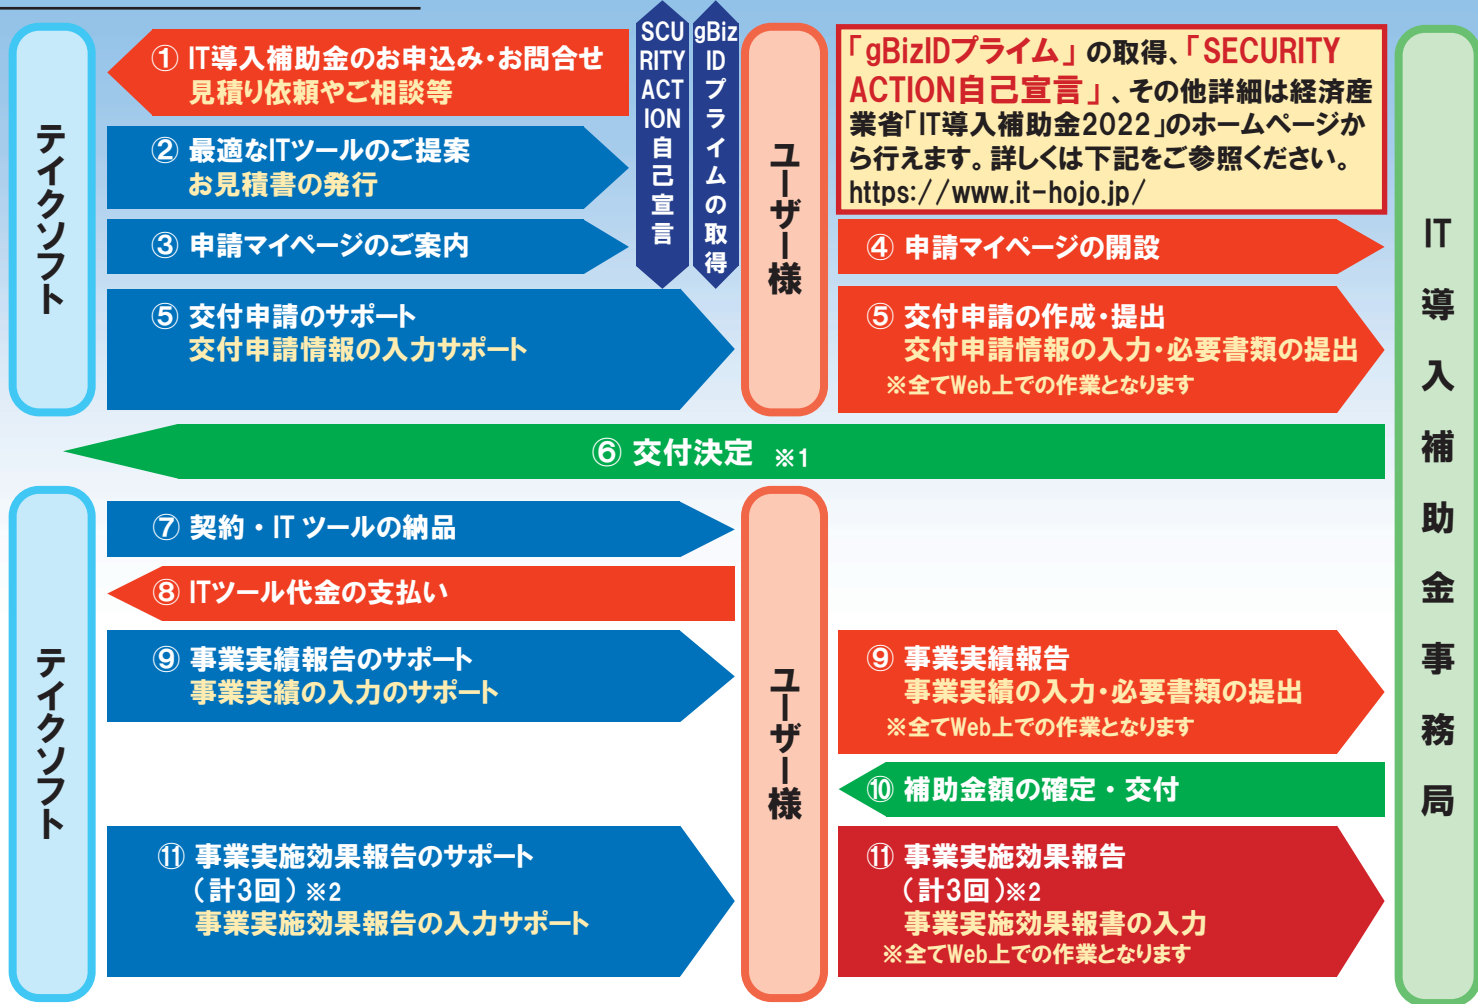 テイクソフト
① IT導入補助金のお申込み・お問合せ
見積り依頼やご相談等
② 最適なITツールのご提案
お見積書の発行
③ 申請マイページのご案内
⑤ 交付申請のサポート
交付申請情報の入力サポート
SCU
RITY
ACT
ION
自
己
宣
言
gBiz
ID
プ
ラ
イ
ム
の
取
得
ユーザー様
「gBizIDプライム」の取得、「SECURITY
ACTION自己宣言」、その他詳細は経済産
業省「IT導入補助金2022」のホームページか
ら行えます。詳しくは下記をご参照ください。
https://www.it-hojo.jp/
④ 申請マイページの開設
⑤ 交付申請の作成・提出
交付申請情報の入力・必要書類の提出
※全てWeb上での作業となります
IT導入補助金事務局
⑥ 交付決定 ※1
テイクソフト
⑦ 契約・IT ツールの納品
⑧ ITツール代金の支払い
⑨ 事業実績報告のサポート
事業実績の入力のサポート
⑪ 事業実施効果報告のサポート
（計3回）※2
事業実施効果報告の入力サポート
ユーザー様
⑨ 事業実績報告
事業実績の入力・必要書類の提出
※全てWeb上での作業となります
⑩ 補助金額の確定・交付
⑪ 事業実施効果報告
（計3回）※2
事業実施効果報書の入力
※全てWeb上での作業となります